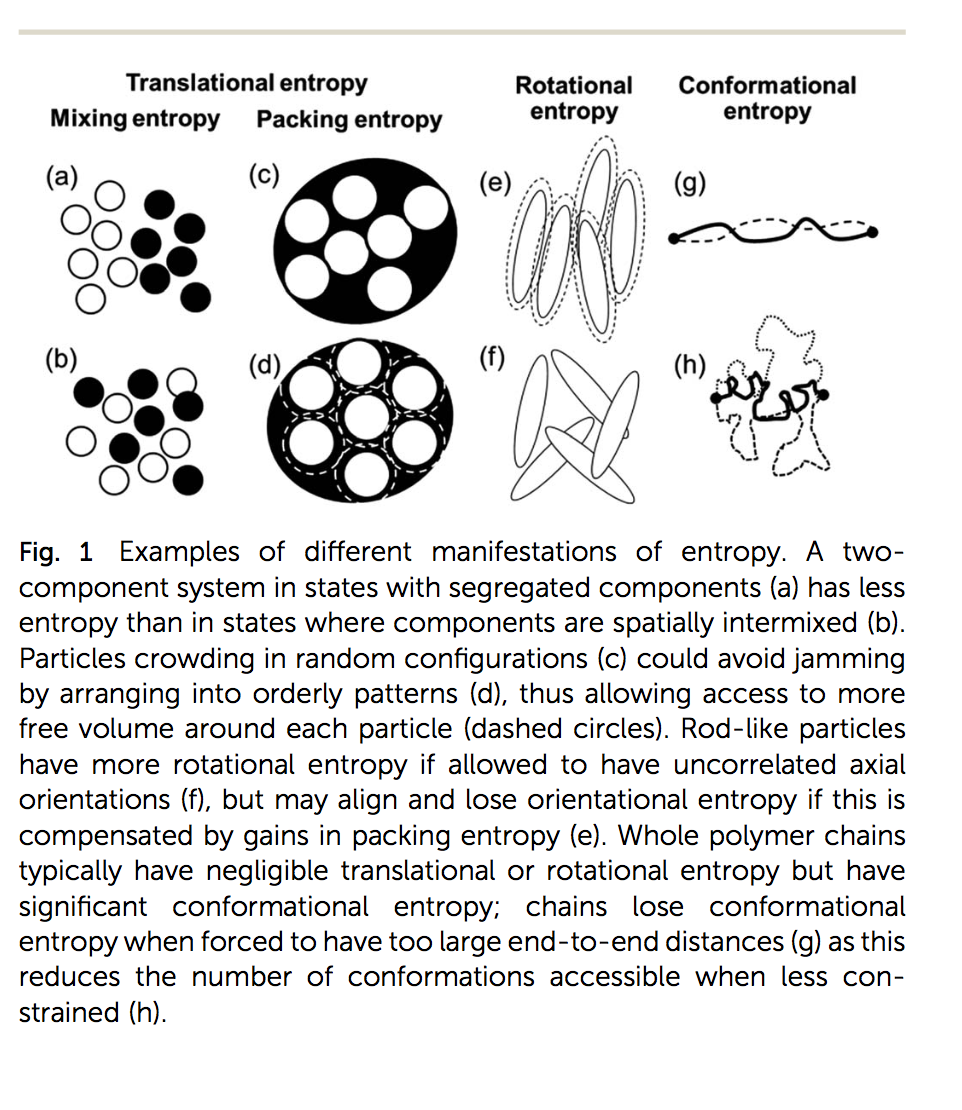 Translational entropy
Mixing entropy
Packing entropy
Rotational
entropy
Conformational
entropy
(a)
(c)
(e)
(g)
(b)
(d)
(f)
(h)
Fig. 1 Examples of different manifestations of entropy. A two-
component system in states with segregated components (a) has less
entropy than in states where components are spatially intermixed (b).
Particles crowding in random configurations (c) could avoid jamming
by arranging into orderly patterns (d), thus allowing access to more
free volume around each particle (dashed circles). Rod-like particles
have more rotational entropy if allowed to have uncorrelated axial
orientations (f), but may align and lose orientational entropy if this is
compensated by gains in packing entropy (e). Whole polymer chains
typically have negligible translational or rotational entropy but have
significant conformational entropy; chains lose conformational
entropy when forced to have too large end-to-end distances (g) as this
reduces the number of conformations accessible when less con-
strained (h).